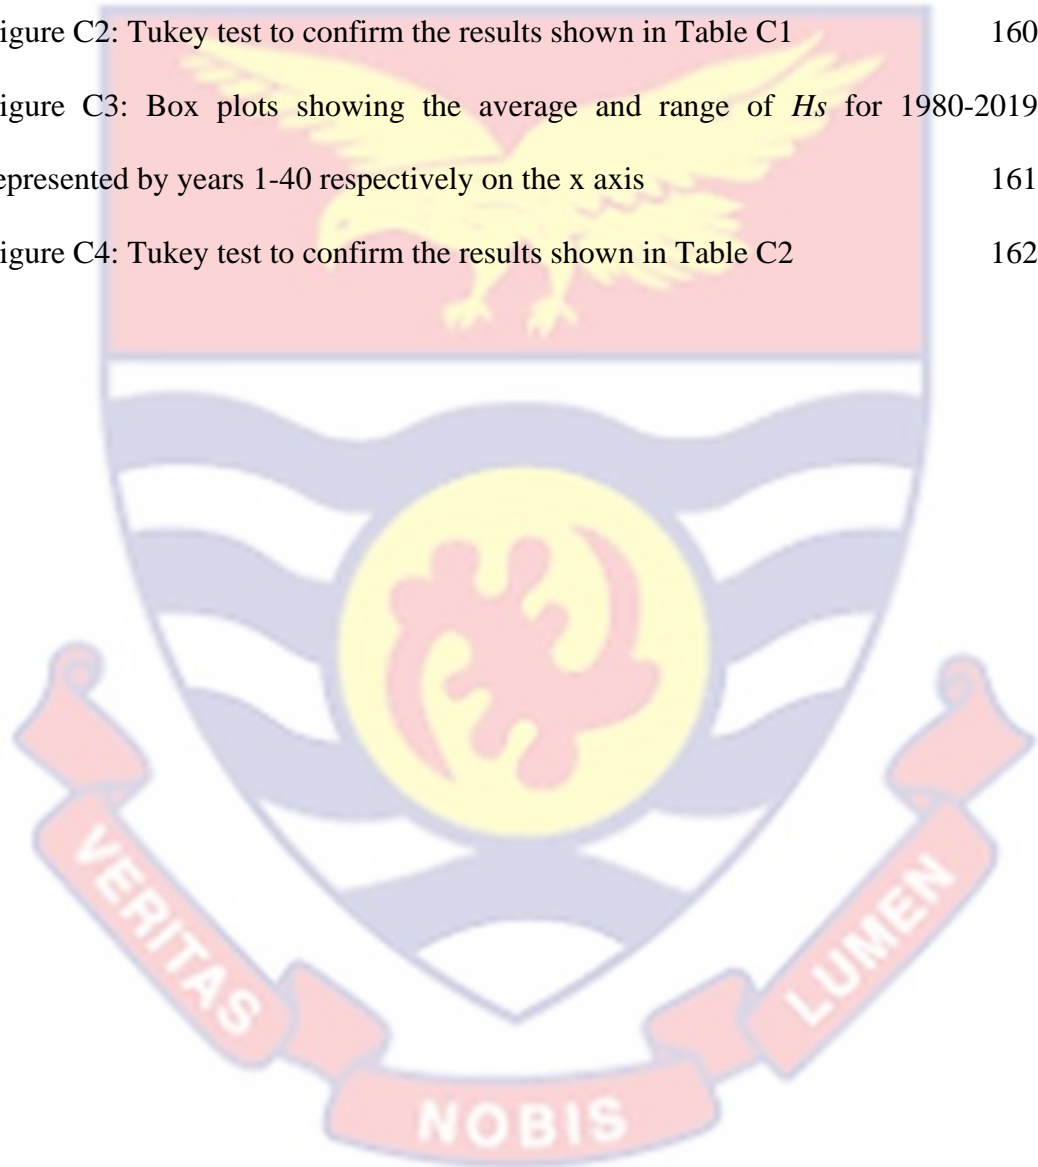 igure C2: Tukey test to confirm the results shown in Table C1 160
igure C3: Box plots showing the average and range of Hs for 1980-2019
epresented by years 1-40 respectively on the x axis 161
igure C4: Tukey test to confirm the results shown in Table C2 162
VERITAS
NOBIS
LUMEN